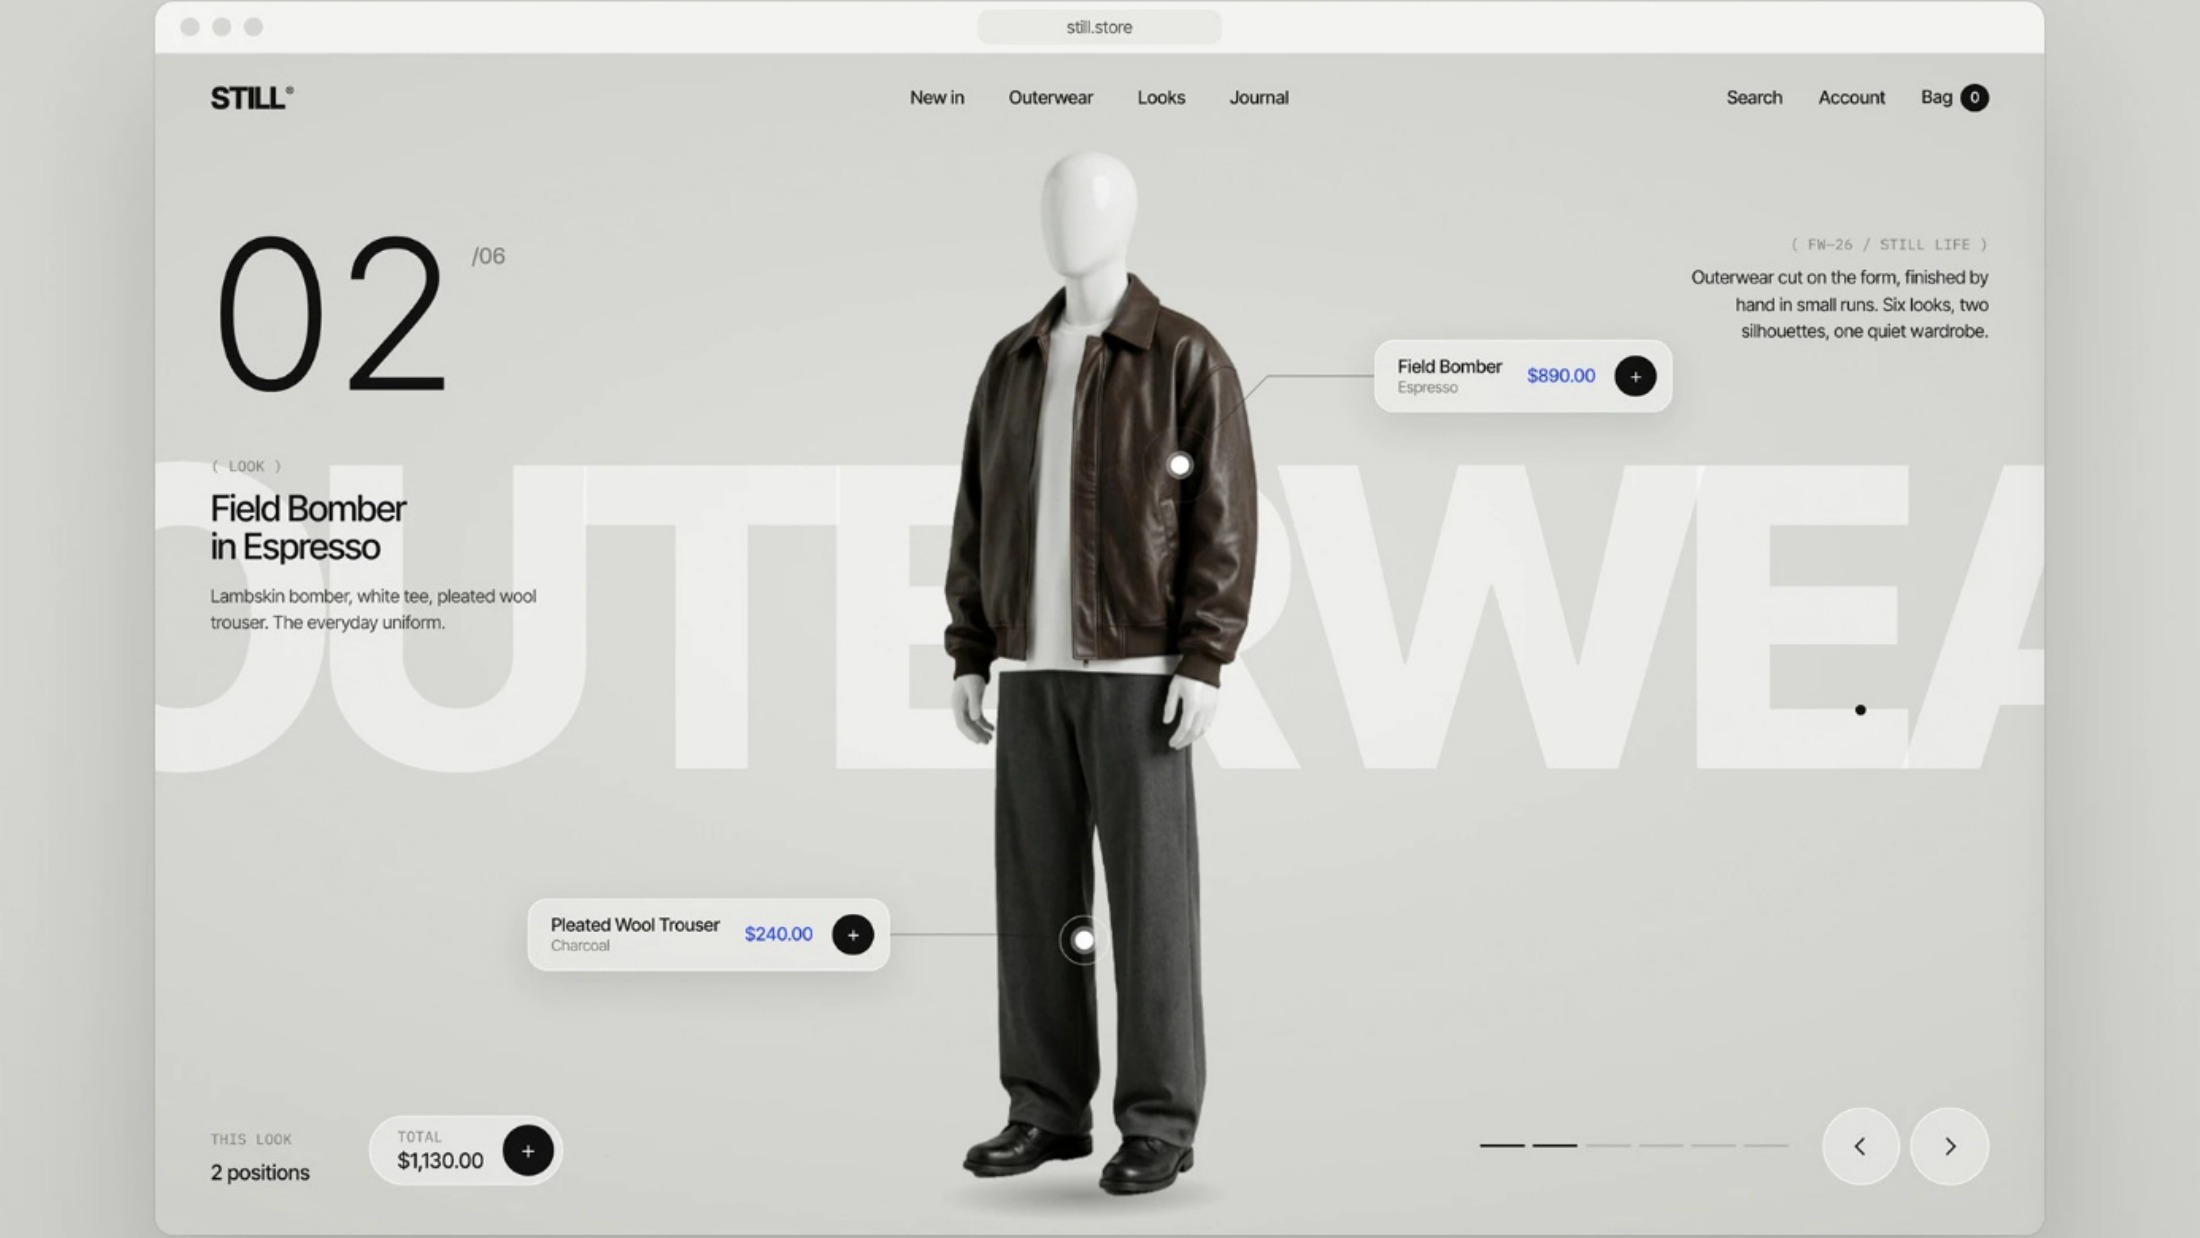 still.store
STILL®
New in
Outerwear
Looks
Journal
Search
Account
Bag 0
02 /06
( FW–26 / STILL LIFE )
Outerwear cut on the form, finished by
hand in small runs. Six looks, two
silhouettes, one quiet wardrobe.
Field Bomber
Espresso
$890.00
+
OUTERWEA
( LOOK )
Field Bomber
in Espresso
Lambskin bomber, white tee, pleated wool
trouser. The everyday uniform.
Pleated Wool Trouser
Charcoal
$240.00
+
THIS LOOK
2 positions
TOTAL
$1,130.00
+